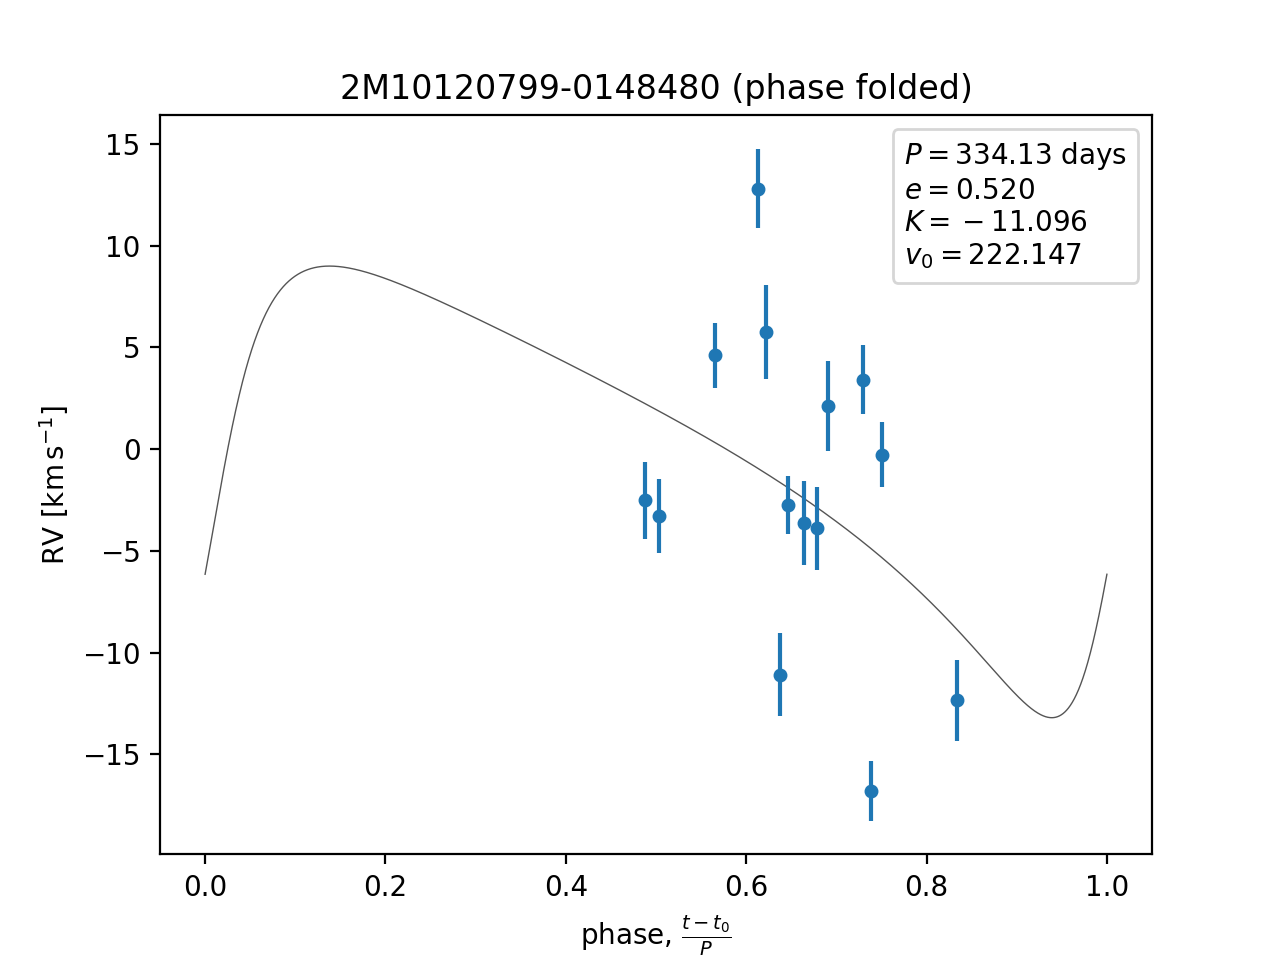 2M10120799-0148480 (phase folded)
P = 334.13 days
e = 0.520
K = −11.096
v₀ = 222.147
15
10
5
0
−5
−10
−15
RV [km s⁻¹]
0.0 0.2 0.4 0.6 0.8 1.0
phase, (t − t₀)/P